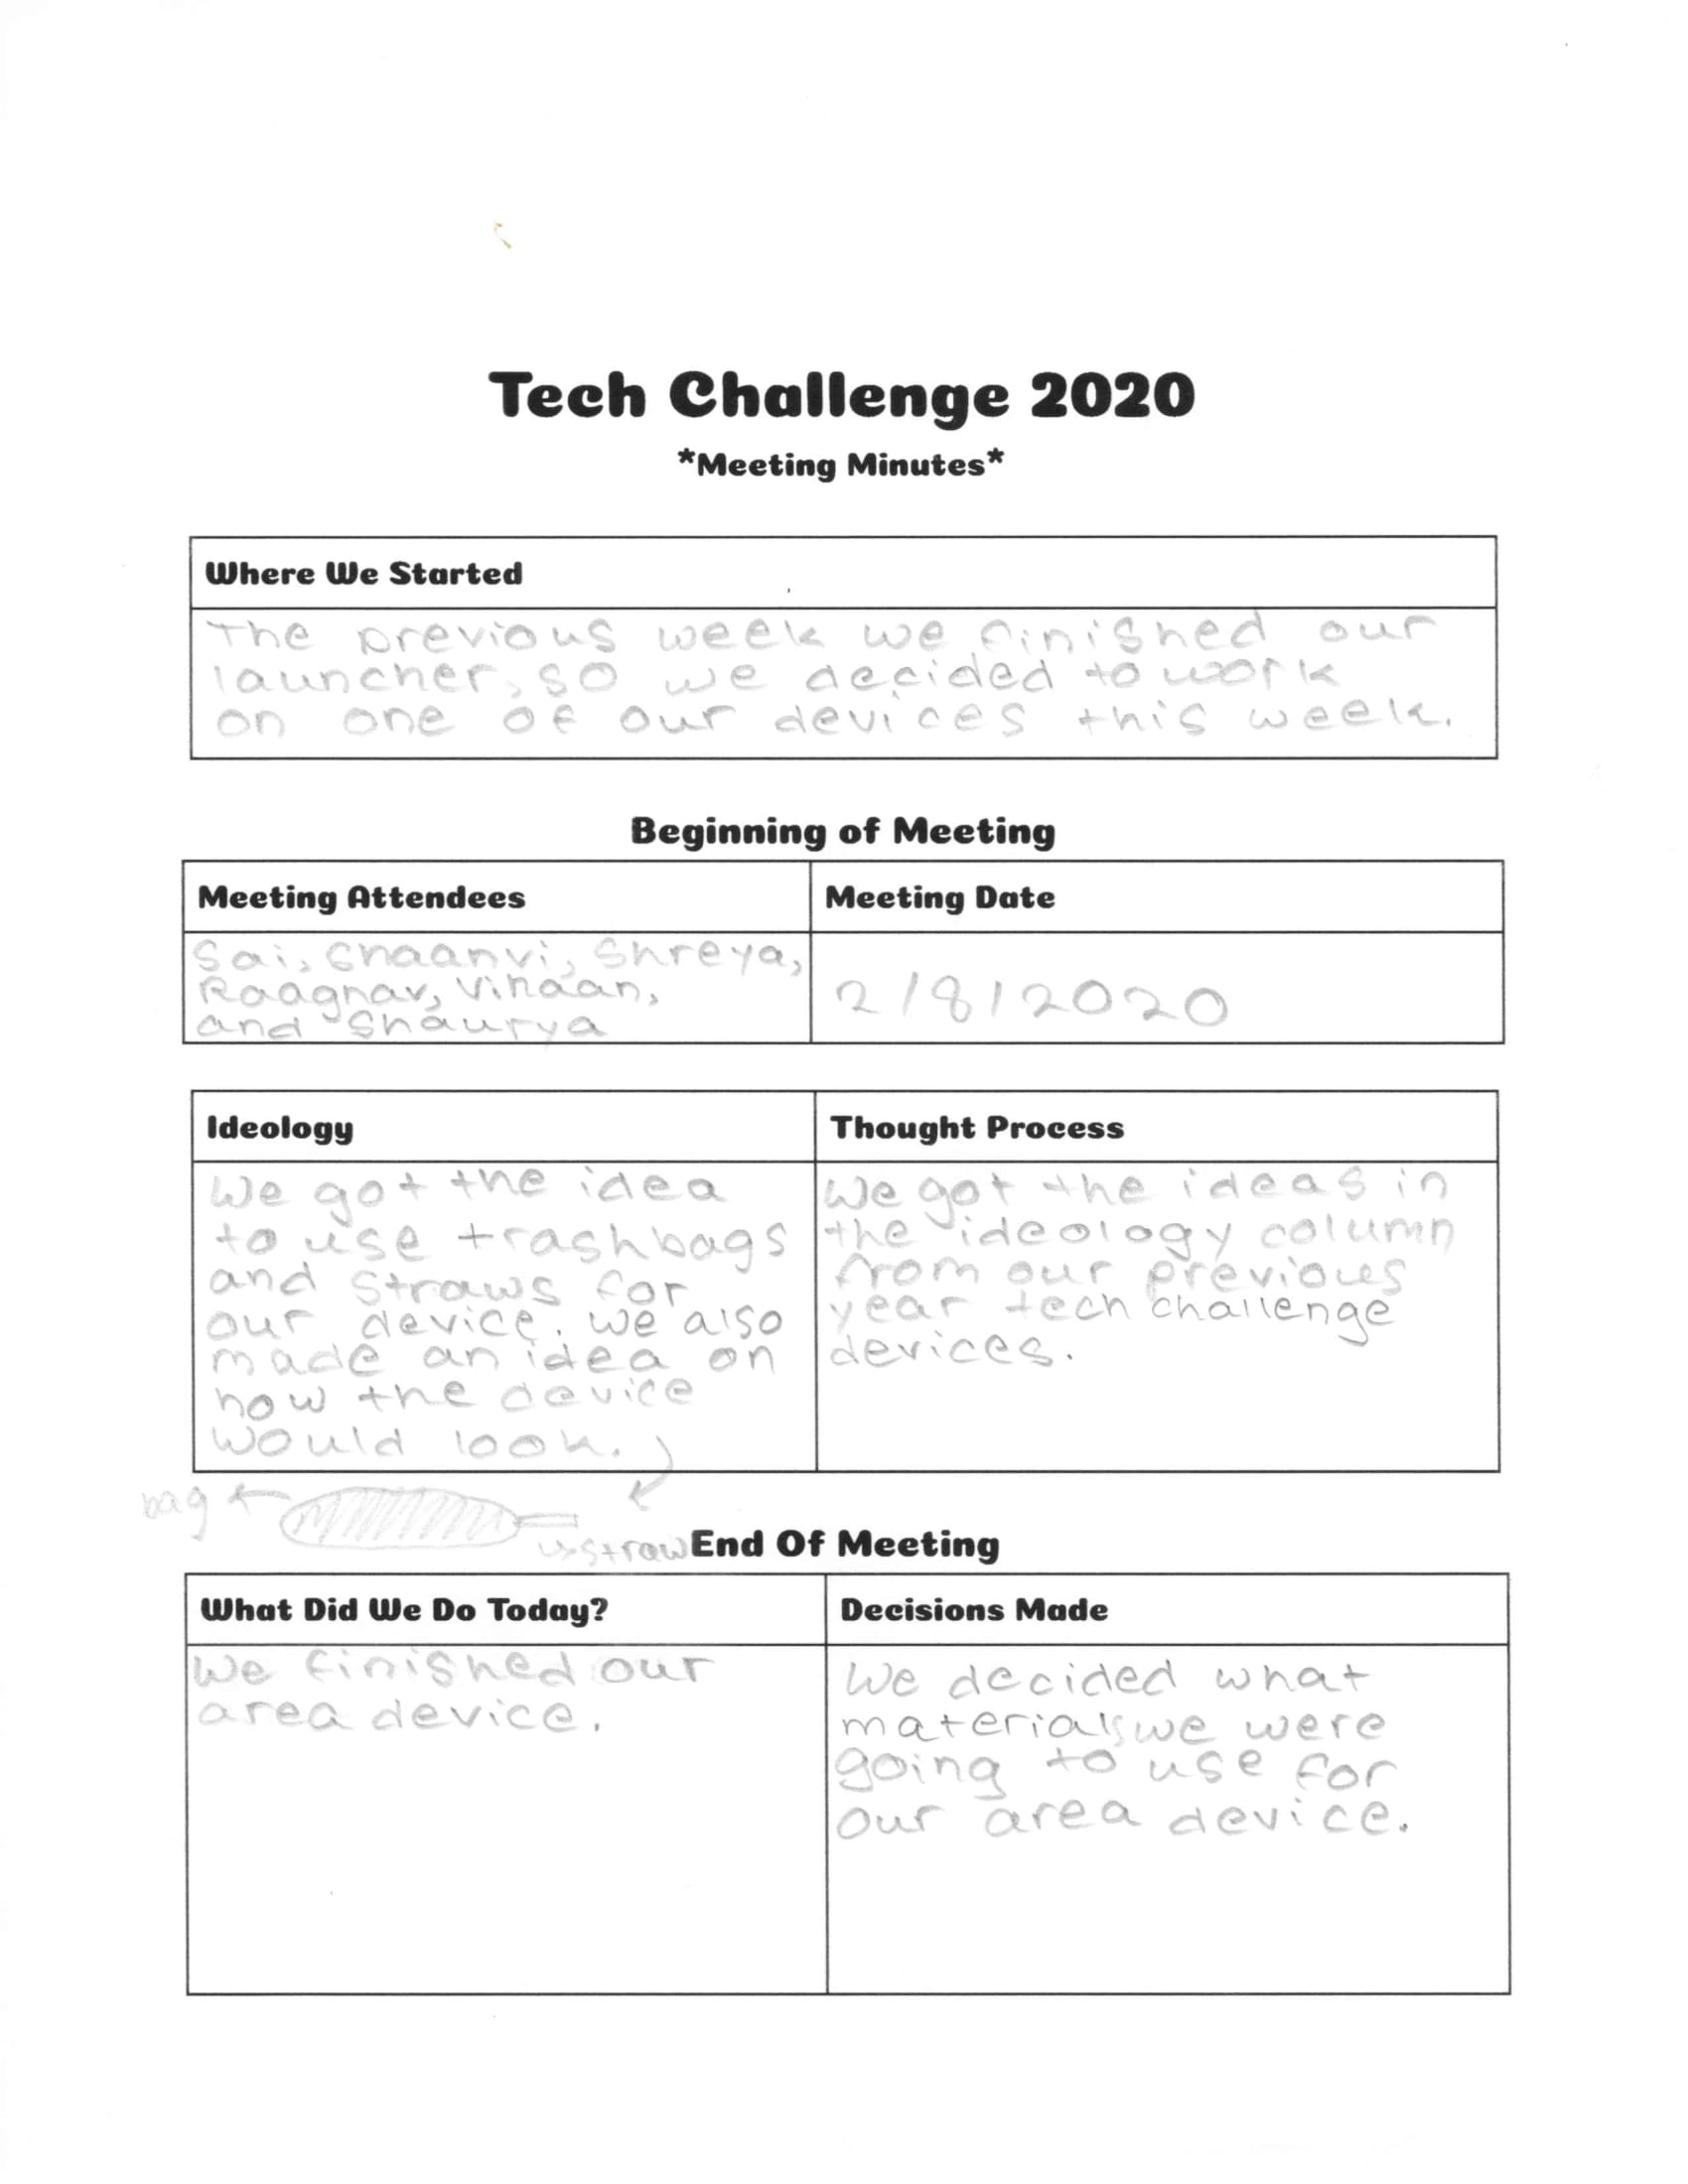 Tech Challenge 2020
*Meeting Minutes*
Where We Started
The previous week we finished our
launcher, so we decided to work
on one of our devices this week.
Beginning of Meeting
Meeting Attendees
Meeting Date
Sai, Shaanvi, Shreya,
Raaghav, Vihaan,
and Shaurya
2/8/2020
Ideology
Thought Process
We got the idea
to use trashbags
and straws for
our device. we also
made an idea on
how the device
would look.
We got the ideas in
the ideology column
from our previous
year tech challenge
devices.
bag
straw
End Of Meeting
What Did We Do Today?
Decisions Made
We finished our
area device.
We decided what
materials we were
going to use for
our area device.